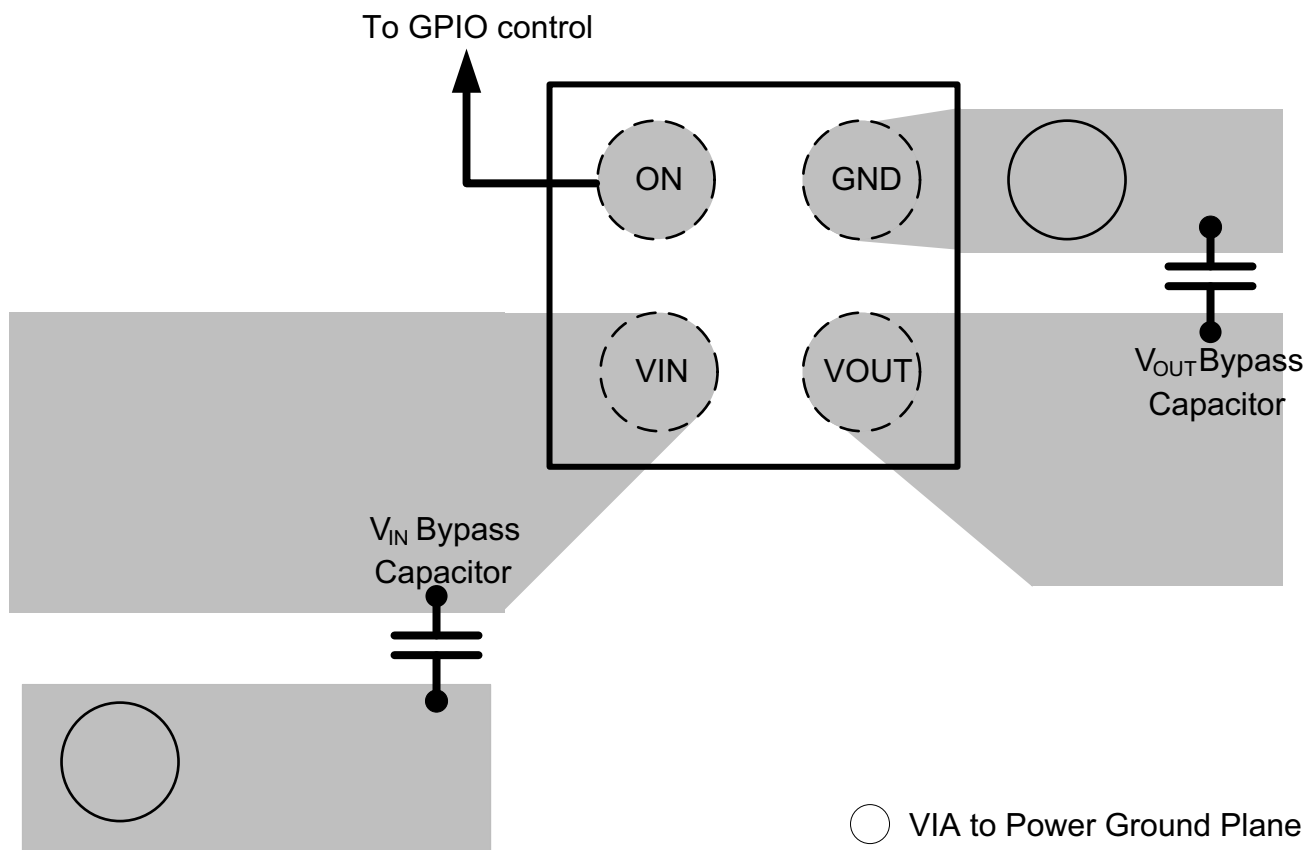 To GPIO control
ON
GND
VIN
VOUT
VOUT Bypass
Capacitor
VIN Bypass
Capacitor
VIA to Power Ground Plane